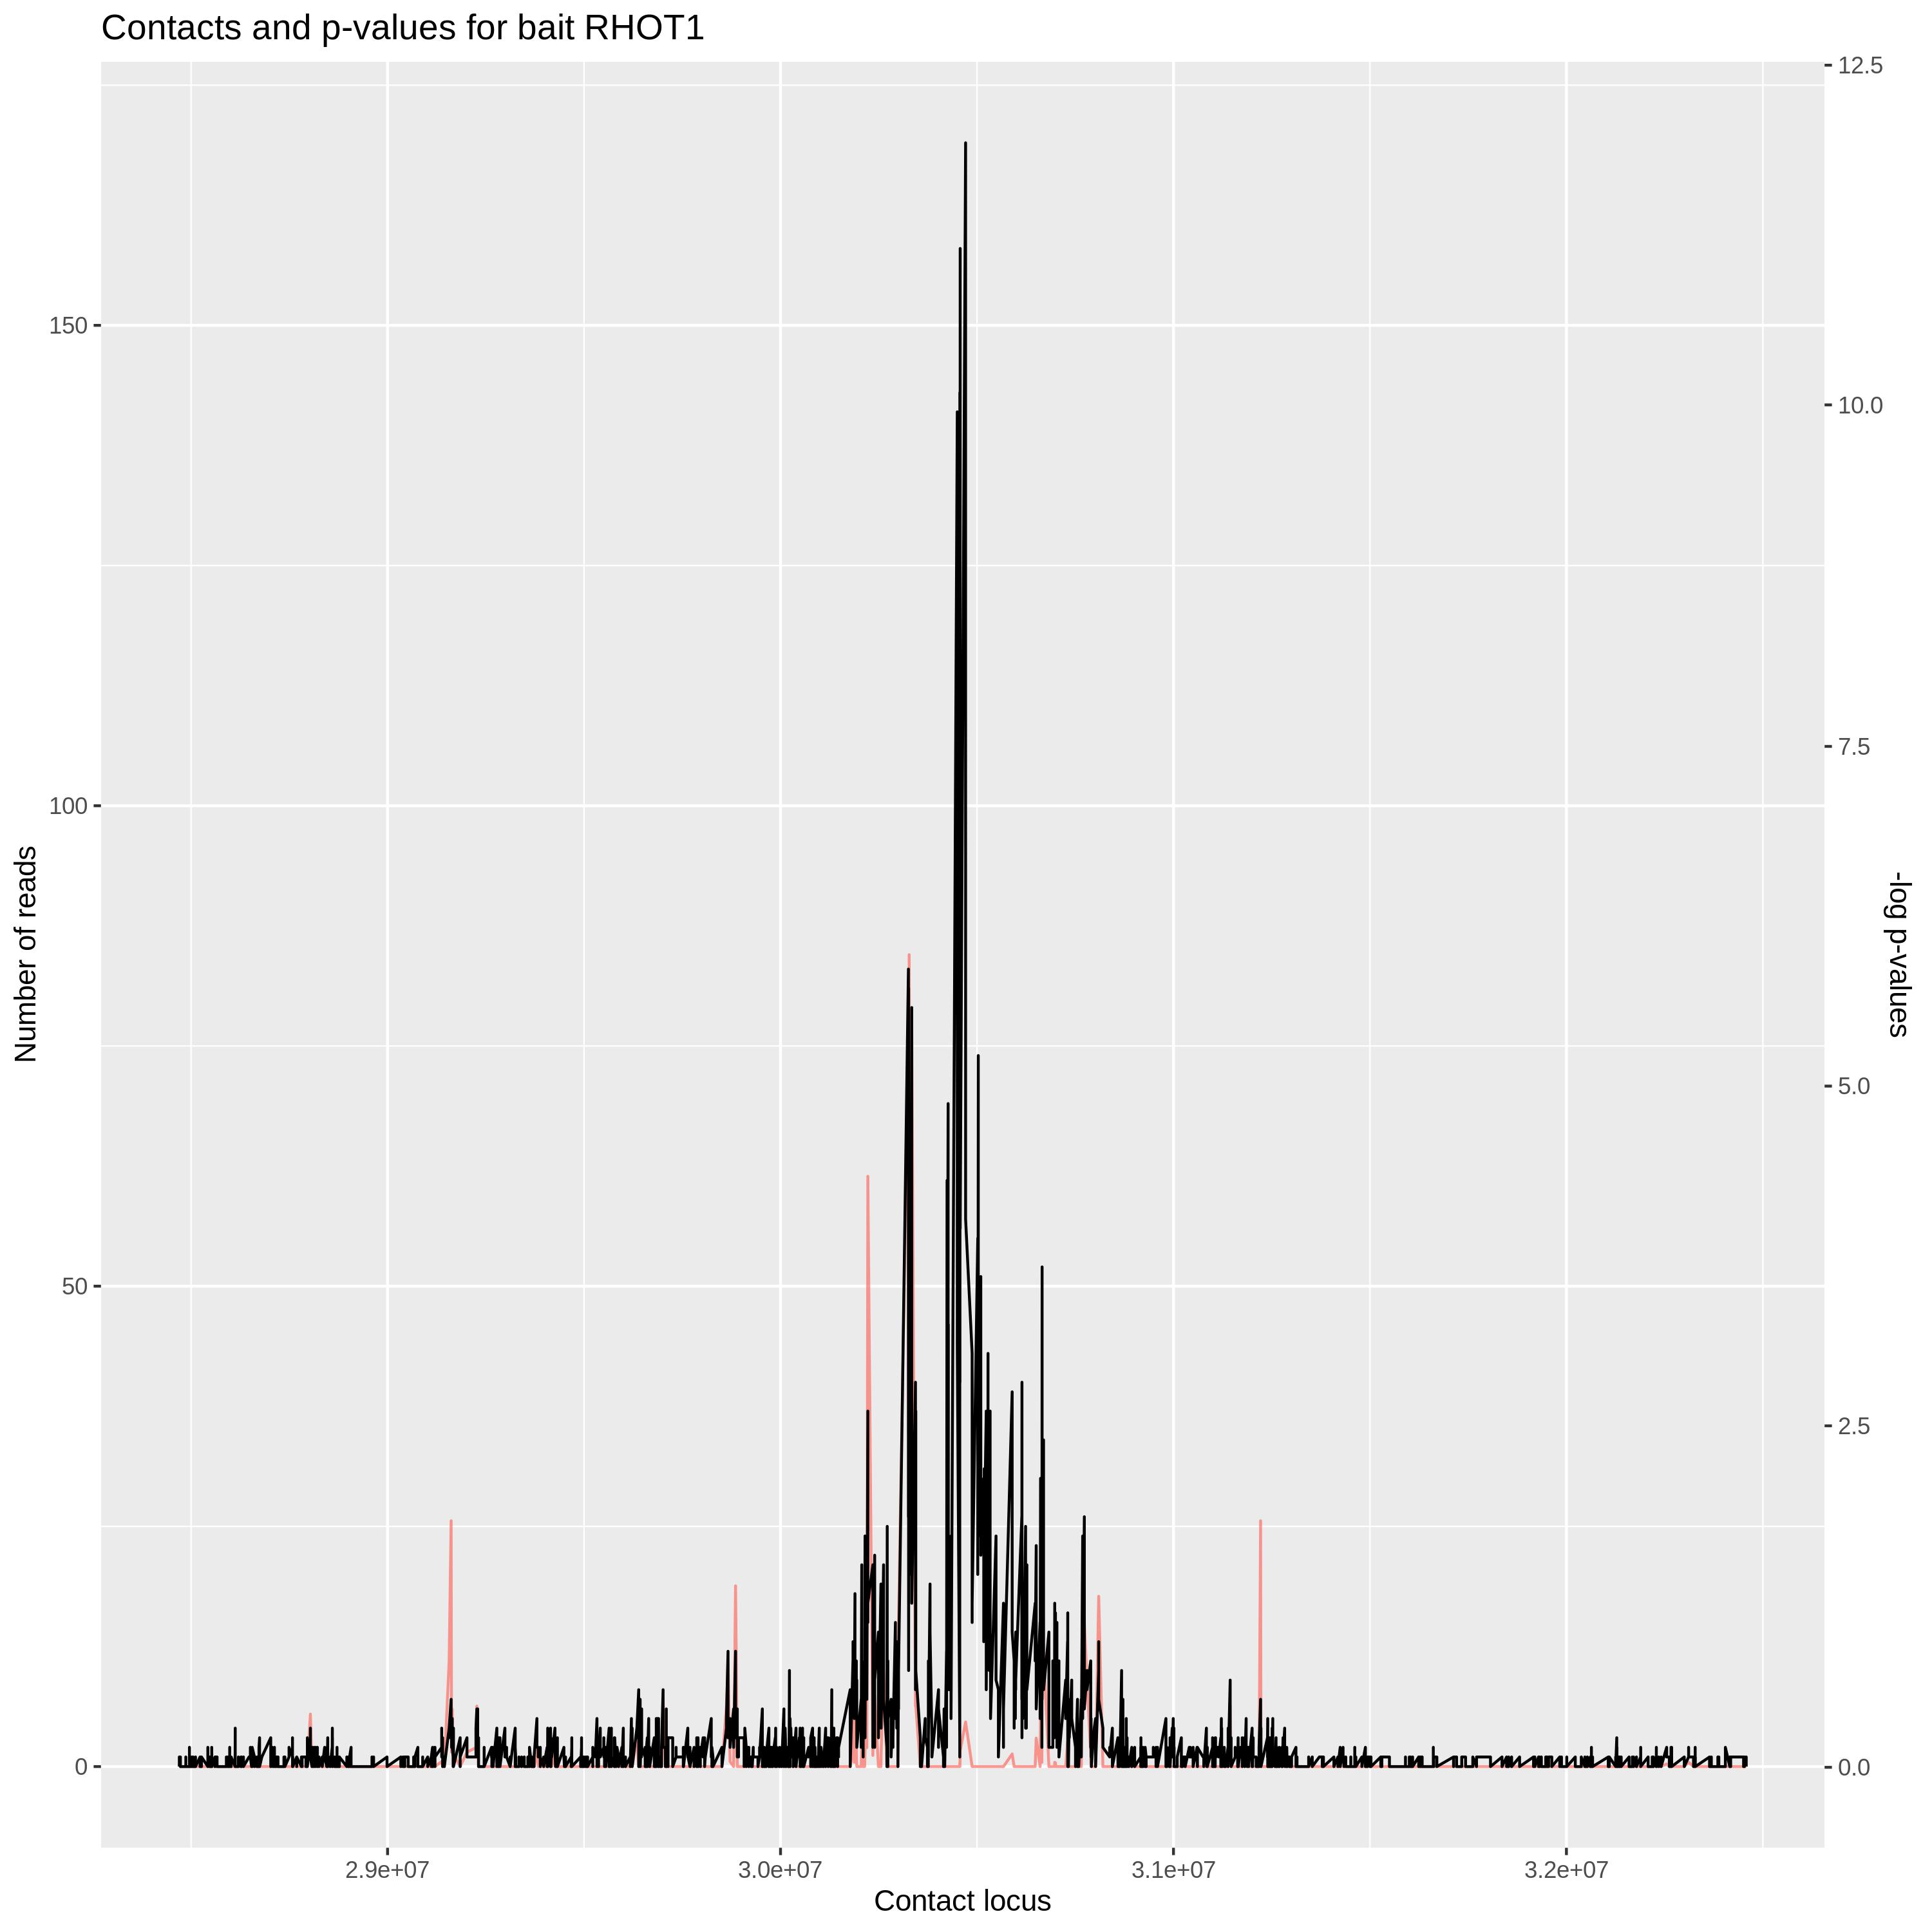 Contacts and p-values for bait RHOT1
12.5
10.0
7.5
5.0
2.5
0.0
-log p-values
150
100
50
0
Number of reads
2.9e+07
3.0e+07
3.1e+07
3.2e+07
Contact locus